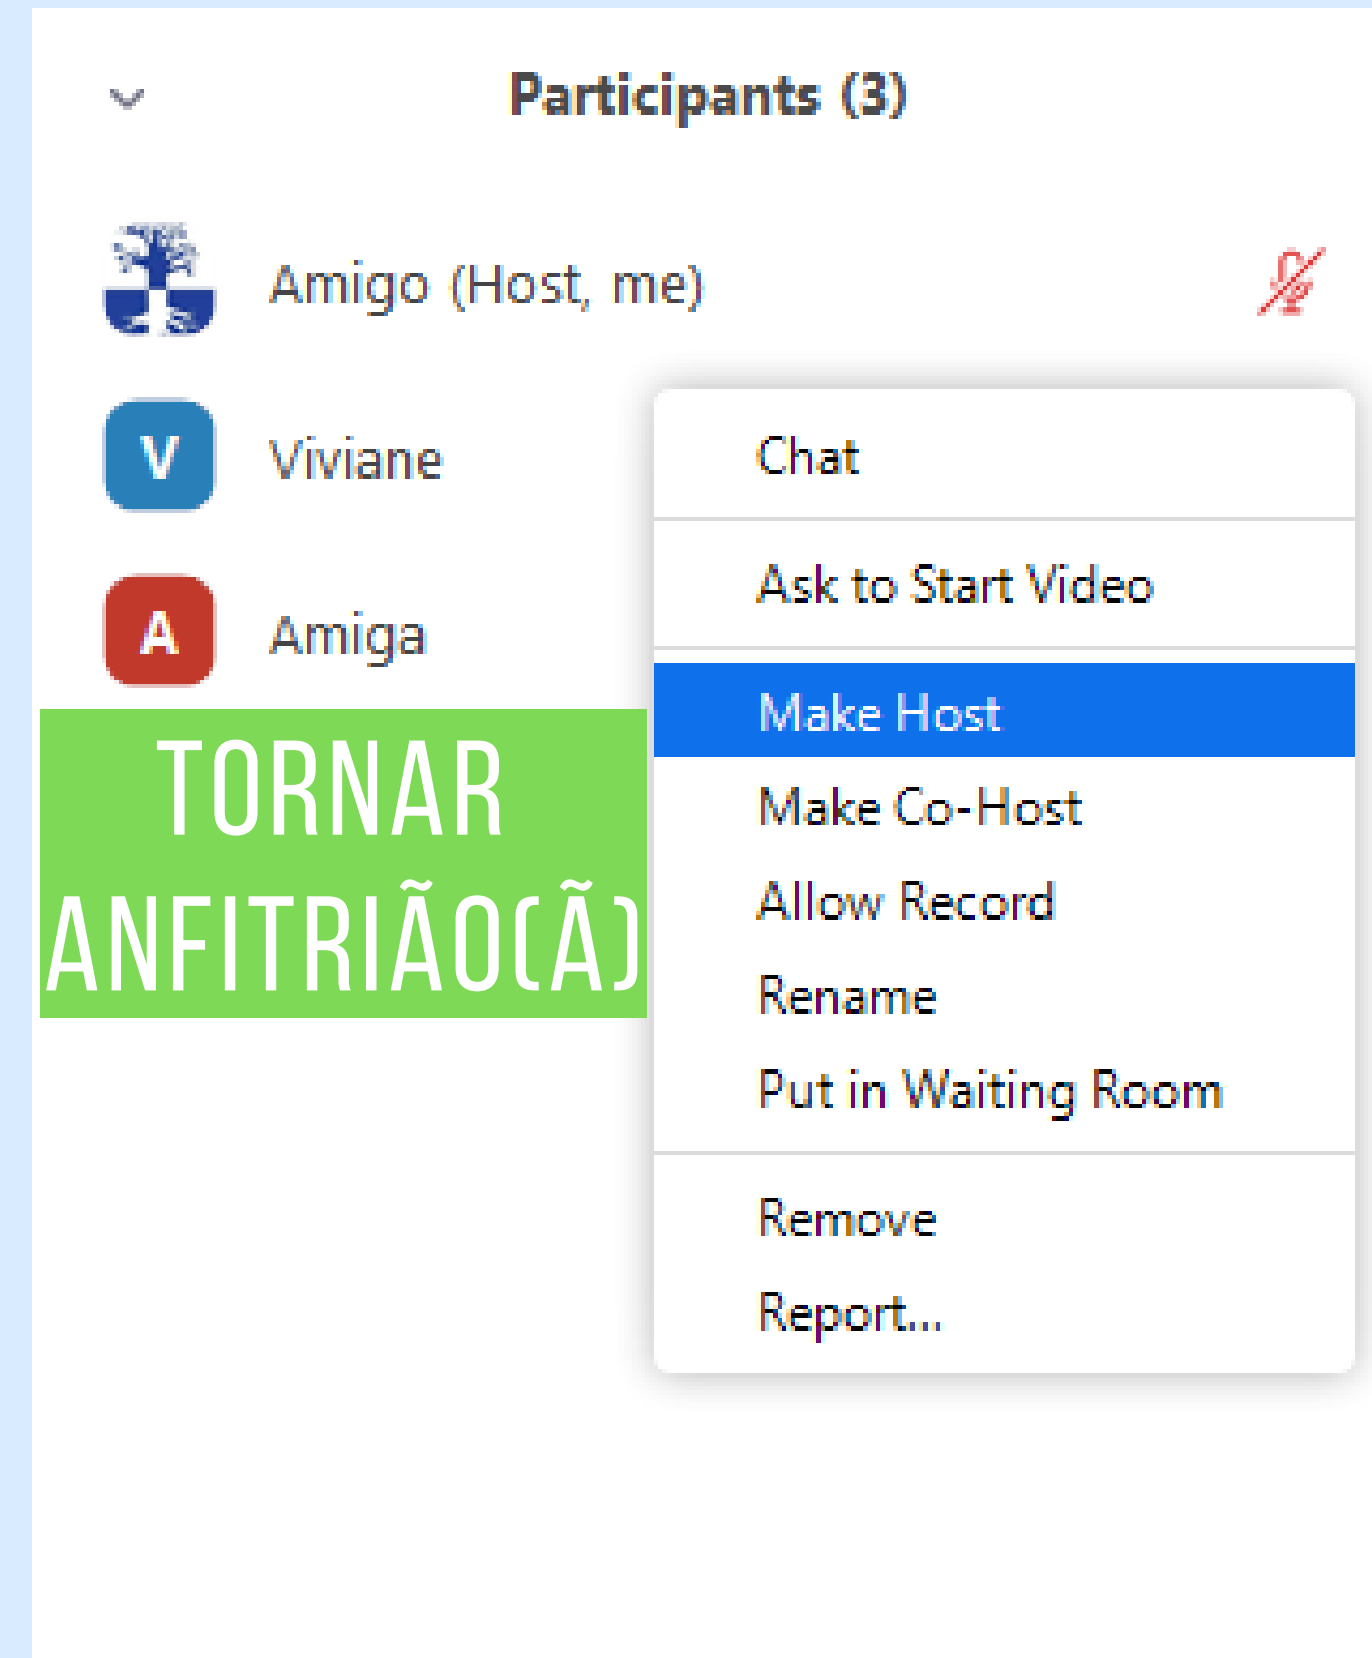 Participants (3)
Amigo (Host, me)
V Viviane
A Amiga
TORNAR
ANFITRIÃO(Ã)
Chat
Ask to Start Video
Make Host
Make Co-Host
Allow Record
Rename
Put in Waiting Room
Remove
Report...